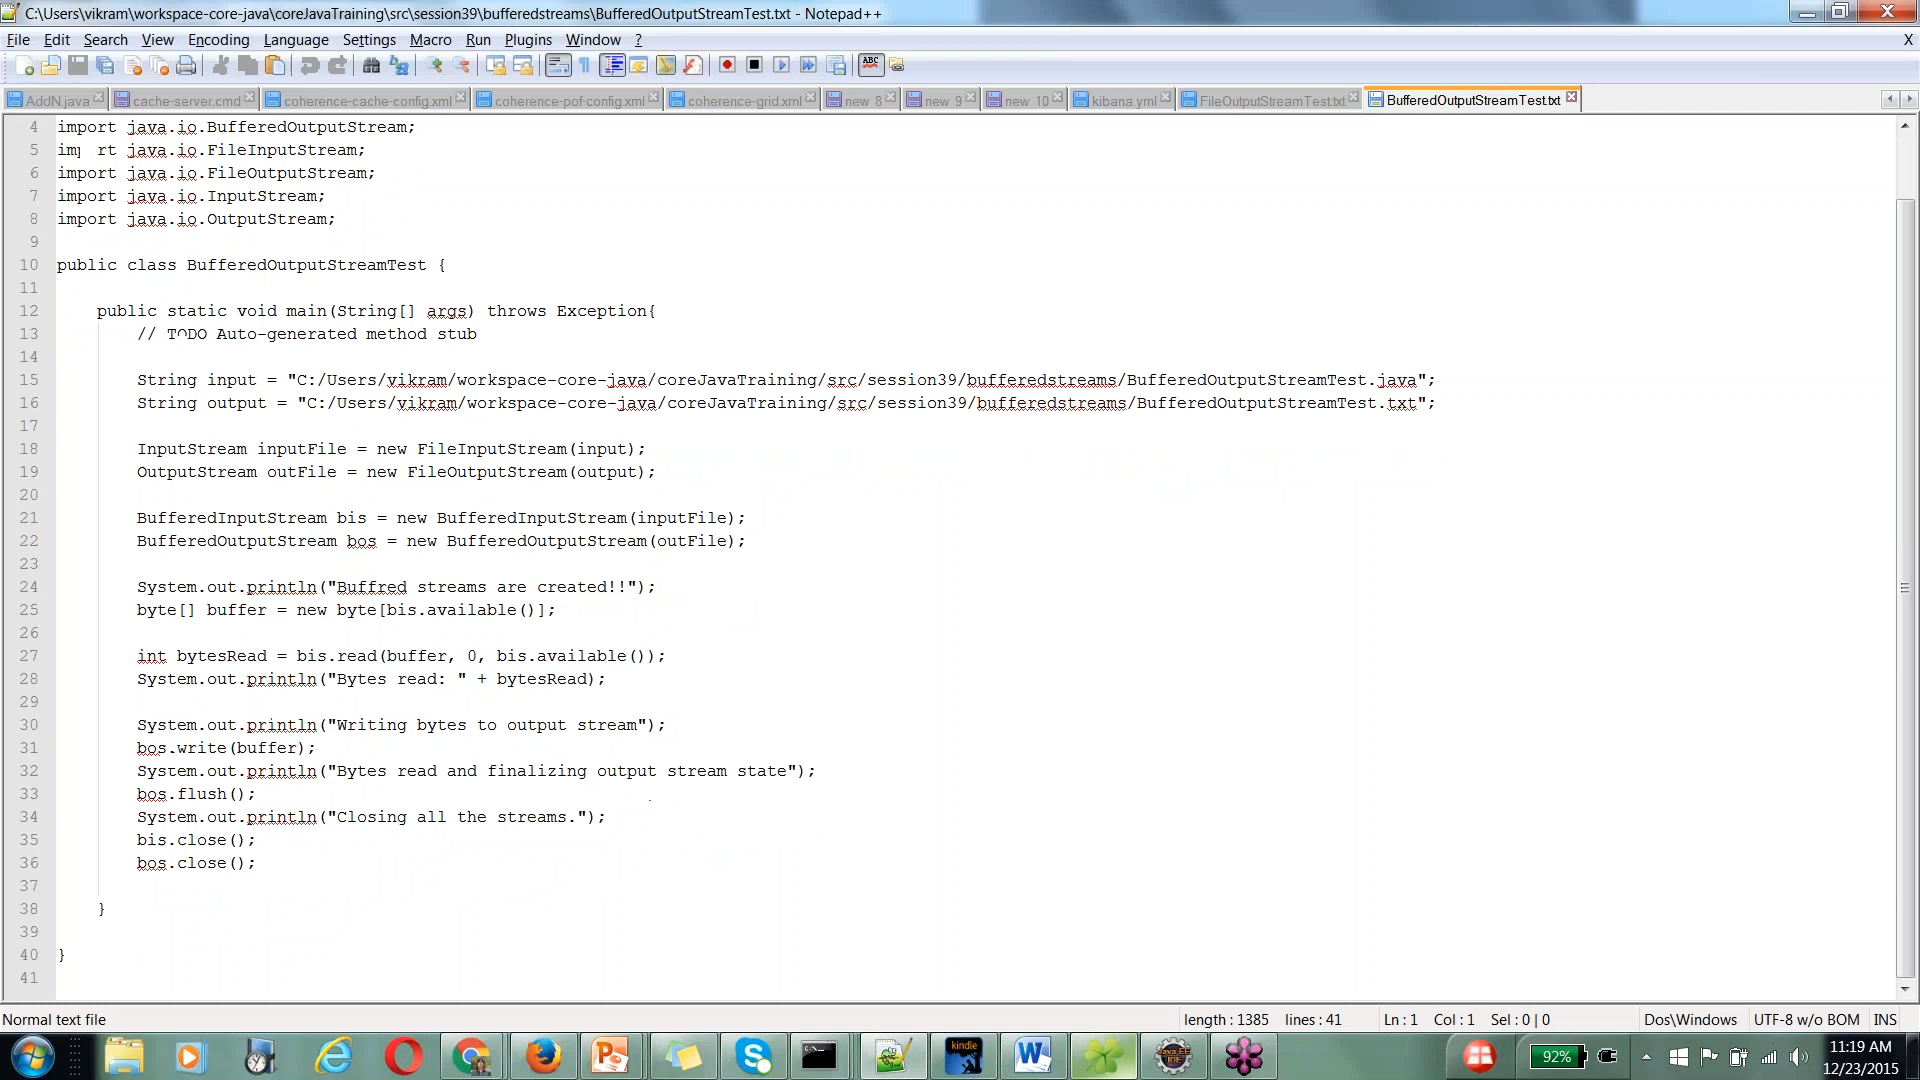 C:\Users\vikram\workspace-core-java\coreJavaTraining\src\session39\bufferedstreams\BufferedOutputStreamTest.txt - Notepad++
File Edit Search View Encoding Language Settings Macro Run Plugins Window ? X
AddN.java cache-server.cmd coherence-cache-config.xml coherence-pof-config.xml coherence-grid.xml new 8 new 9 new 10 kibana.yml FileOutputStreamTest.txt BufferedOutputStreamTest.txt
4 import java.io.BufferedOutputStream;
5 im rt java.io.FileInputStream;
6 import java.io.FileOutputStream;
7 import java.io.InputStream;
8 import java.io.OutputStream;
9
10 public class BufferedOutputStreamTest {
11
12 public static void main(String[] args) throws Exception{
13 // TODO Auto-generated method stub
14
15 String input = "C:/Users/vikram/workspace-core-java/coreJavaTraining/src/session39/bufferedstreams/BufferedOutputStreamTest.java";
16 String output = "C:/Users/vikram/workspace-core-java/coreJavaTraining/src/session39/bufferedstreams/BufferedOutputStreamTest.txt";
17
18 InputStream inputFile = new FileInputStream(input);
19 OutputStream outFile = new FileOutputStream(output);
20
21 BufferedInputStream bis = new BufferedInputStream(inputFile);
22 BufferedOutputStream bos = new BufferedOutputStream(outFile);
23
24 System.out.println("Buffred streams are created!!");
25 byte[] buffer = new byte[bis.available()];
26
27 int bytesRead = bis.read(buffer, 0, bis.available());
28 System.out.println("Bytes read: " + bytesRead);
29
30 System.out.println("Writing bytes to output stream");
31 bos.write(buffer);
32 System.out.println("Bytes read and finalizing output stream state");
33 bos.flush();
34 System.out.println("Closing all the streams.");
35 bis.close();
36 bos.close();
37
38 }
39
40 }
41
Normal text file length : 1385 lines : 41 Ln : 1 Col : 1 Sel : 0 | 0 Dos\Windows UTF-8 w/o BOM INS
kindle 92% 11:19 AM
12/23/2015